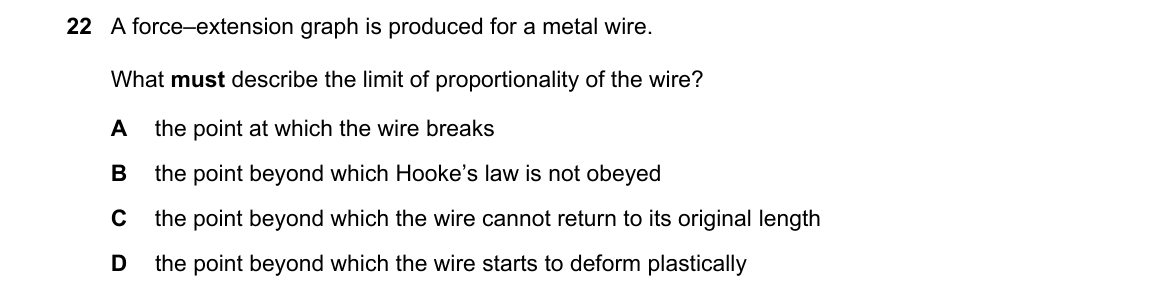 22 A force–extension graph is produced for a metal wire.
What must describe the limit of proportionality of the wire?
A the point at which the wire breaks
B the point beyond which Hooke’s law is not obeyed
C the point beyond which the wire cannot return to its original length
D the point beyond which the wire starts to deform plastically